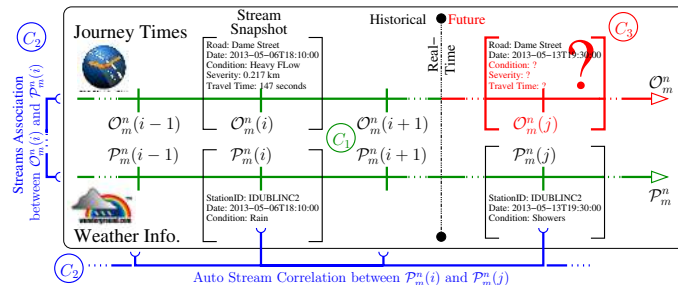 Journey Times
Stream
Snapshot
Historical
Future
Real-
Time
C₂
C₃
Road: Dame Street
Date: 2013-05-06T18:10:00
Condition: Heavy FLow
Severity: 0.217 km
Travel Time: 147 seconds
Road: Dame Street
Date: 2013-05-13T19:30:00
Condition: ?
Severity: ?
Travel Time: ?
?
𝒪ₘⁿ
𝒪ₘⁿ(i − 1)
𝒪ₘⁿ(i)
𝒪ₘⁿ(i + 1)
𝒪ₘⁿ(j)
C₁
𝒫ₘⁿ(i − 1)
𝒫ₘⁿ(i)
𝒫ₘⁿ(i + 1)
𝒫ₘⁿ(j)
𝒫ₘⁿ
StationID: IDUBLINC2
Date: 2013-05-06T18:10:00
Condition: Rain
StationID: IDUBLINC2
Date: 2013-05-13T19:30:00
Condition: Showers
Weather Info.
Streams Association
between 𝒪ₘⁿ(i) and 𝒫ₘⁿ(i)
C₂
Auto Stream Correlation between 𝒫ₘⁿ(i) and 𝒫ₘⁿ(j)